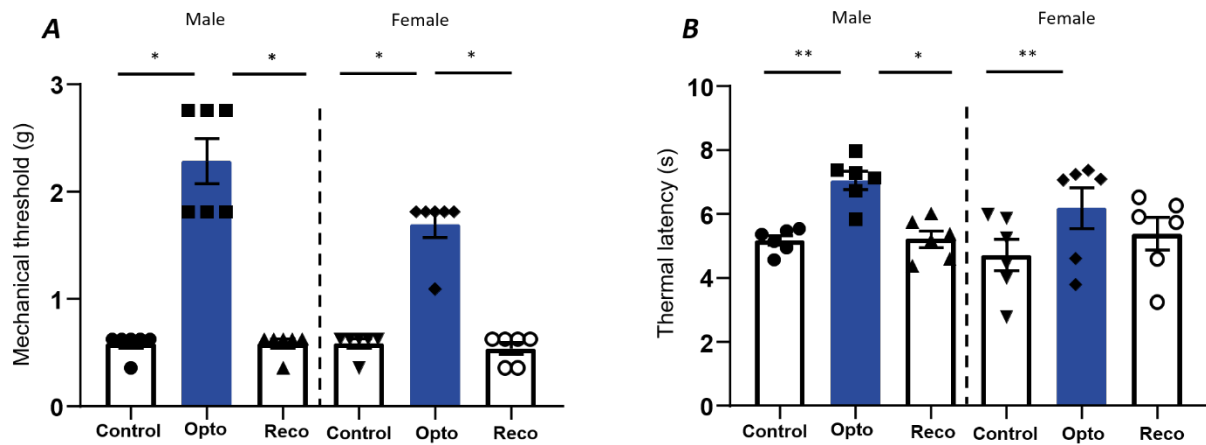 A
Male
Female
* * * *
Mechanical threshold (g)
3
2
1
0
Control Opto Reco Control Opto Reco
B
Male
Female
** * **
Thermal latency (s)
10
8
6
4
2
0
Control Opto Reco Control Opto Reco